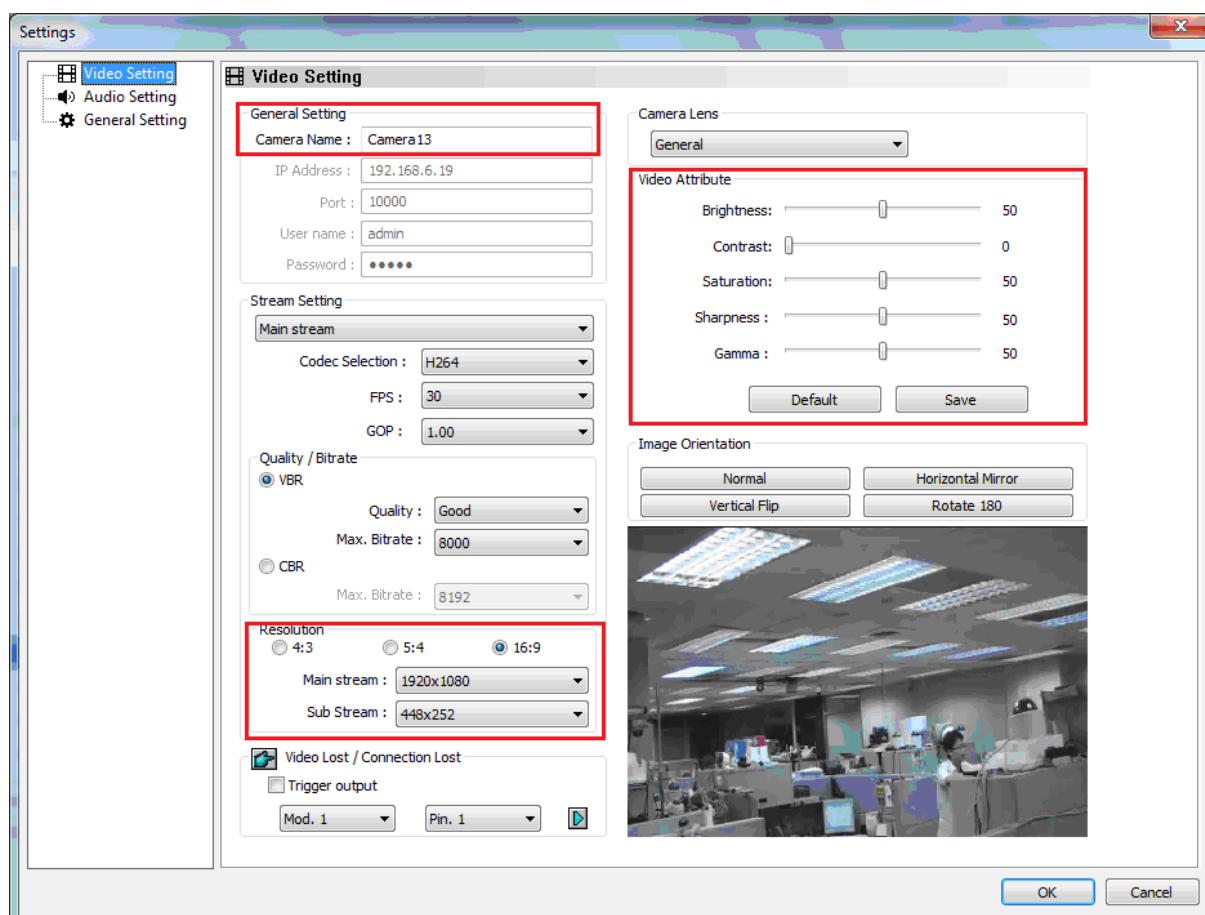 Settings
Video Setting
Audio Setting
General Setting
Video Setting
General Setting
Camera Name : Camera13
IP Address : 192.168.6.19
Port : 10000
User name : admin
Password : ●●●●●
Stream Setting
Main stream
Codec Selection : H264
FPS : 30
GOP : 1.00
Quality / Bitrate
VBR
Quality : Good
Max. Bitrate : 8000
CBR
Max. Bitrate : 8192
Resolution
4:3 5:4 16:9
Main stream : 1920x1080
Sub Stream : 448x252
Video Lost / Connection Lost
Trigger output
Mod. 1 Pin. 1
Camera Lens
General
Video Attribute
Brightness: 50
Contrast: 0
Saturation: 50
Sharpness : 50
Gamma : 50
Default Save
Image Orientation
Normal Horizontal Mirror
Vertical Flip Rotate 180
OK Cancel